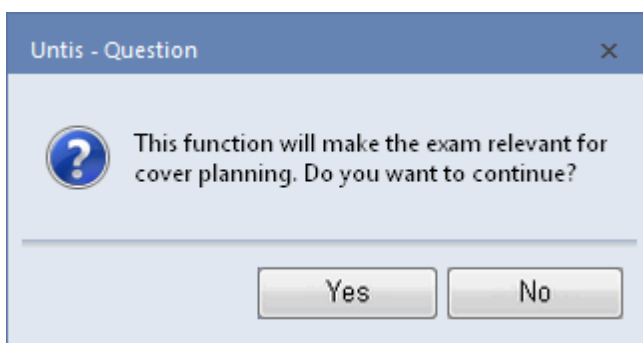 Untis - Question
This function will make the exam relevant for
cover planning. Do you want to continue?
Yes No